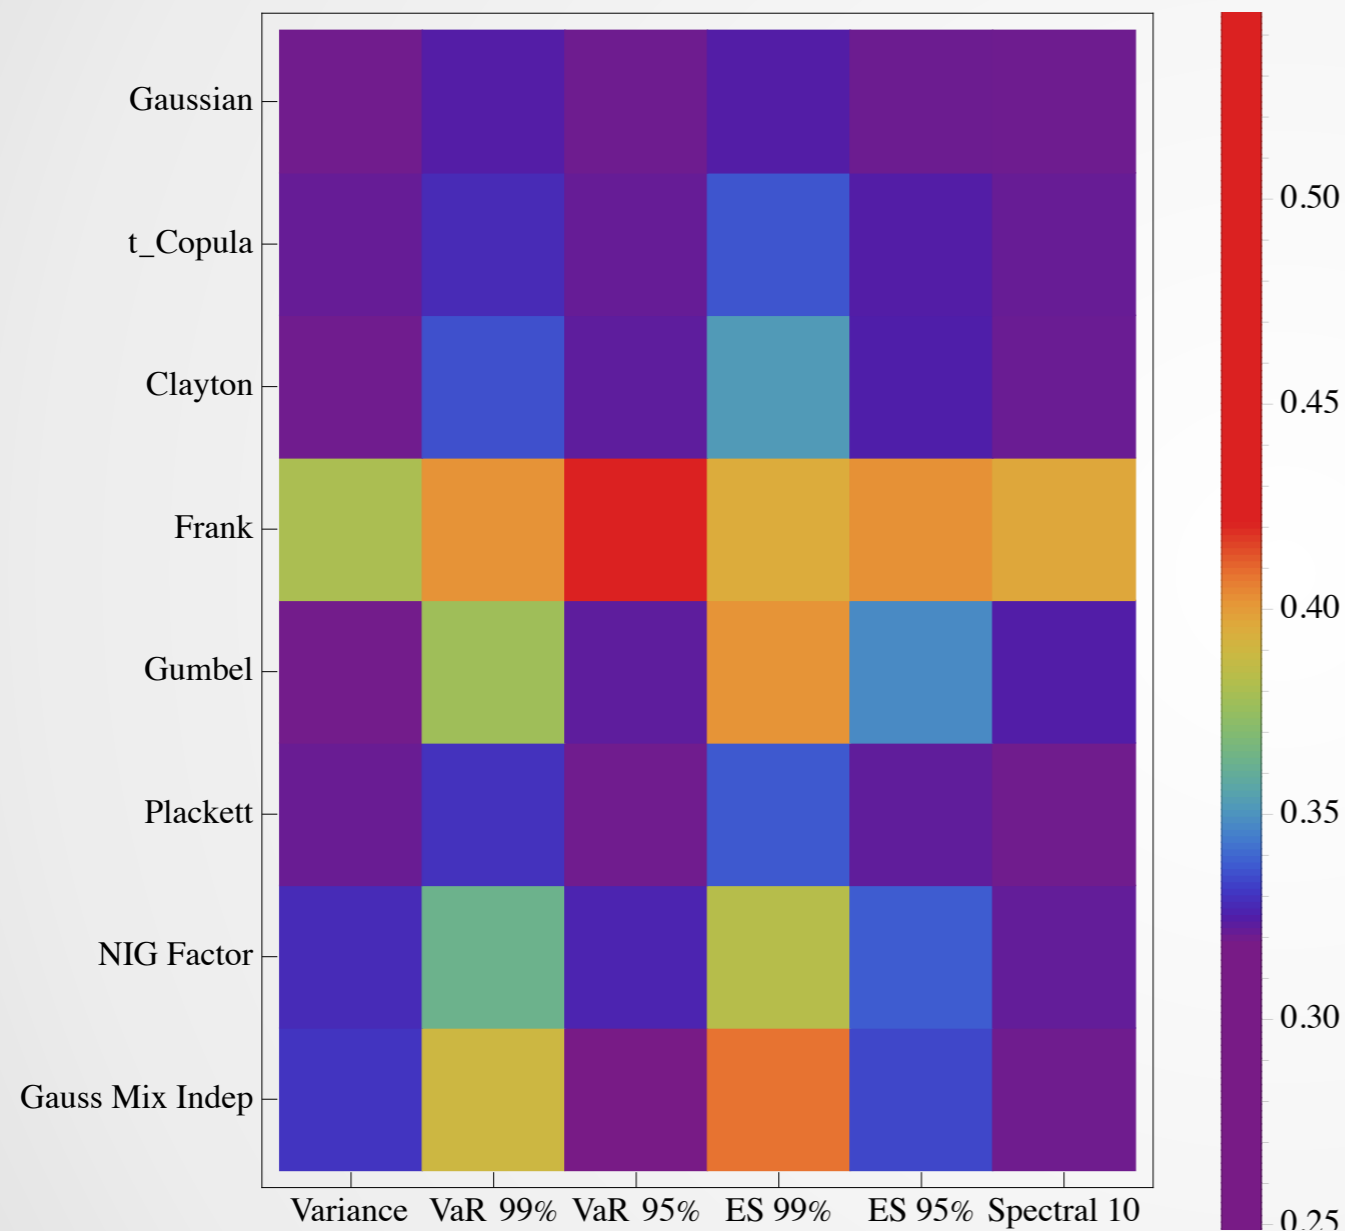 Gaussian
t_Copula
Clayton
Frank
Gumbel
Plackett
NIG Factor
Gauss Mix Indep
Variance VaR 99% VaR 95% ES 99% ES 95% Spectral 10
0.50
0.45
0.40
0.35
0.30
0.25